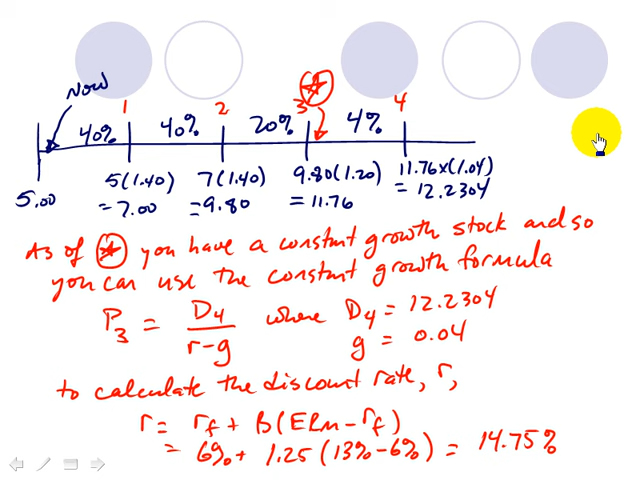 Now
1 2 3 4
40% 40% 20% 4%
5.00 5(1.40) 7(1.40) 9.80(1.20) 11.76x(1.04)
=7.00 =9.80 =11.76 =12.2304
As of you have a constant growth stock and so
you can use the constant growth formula
P3 = D4 / r-g where D4 = 12.2304
g = 0.04
to calculate the discount rate, r,
r = rf + B(ERm - rf)
= 6% + 1.25 (13% - 6%) = 14.75%